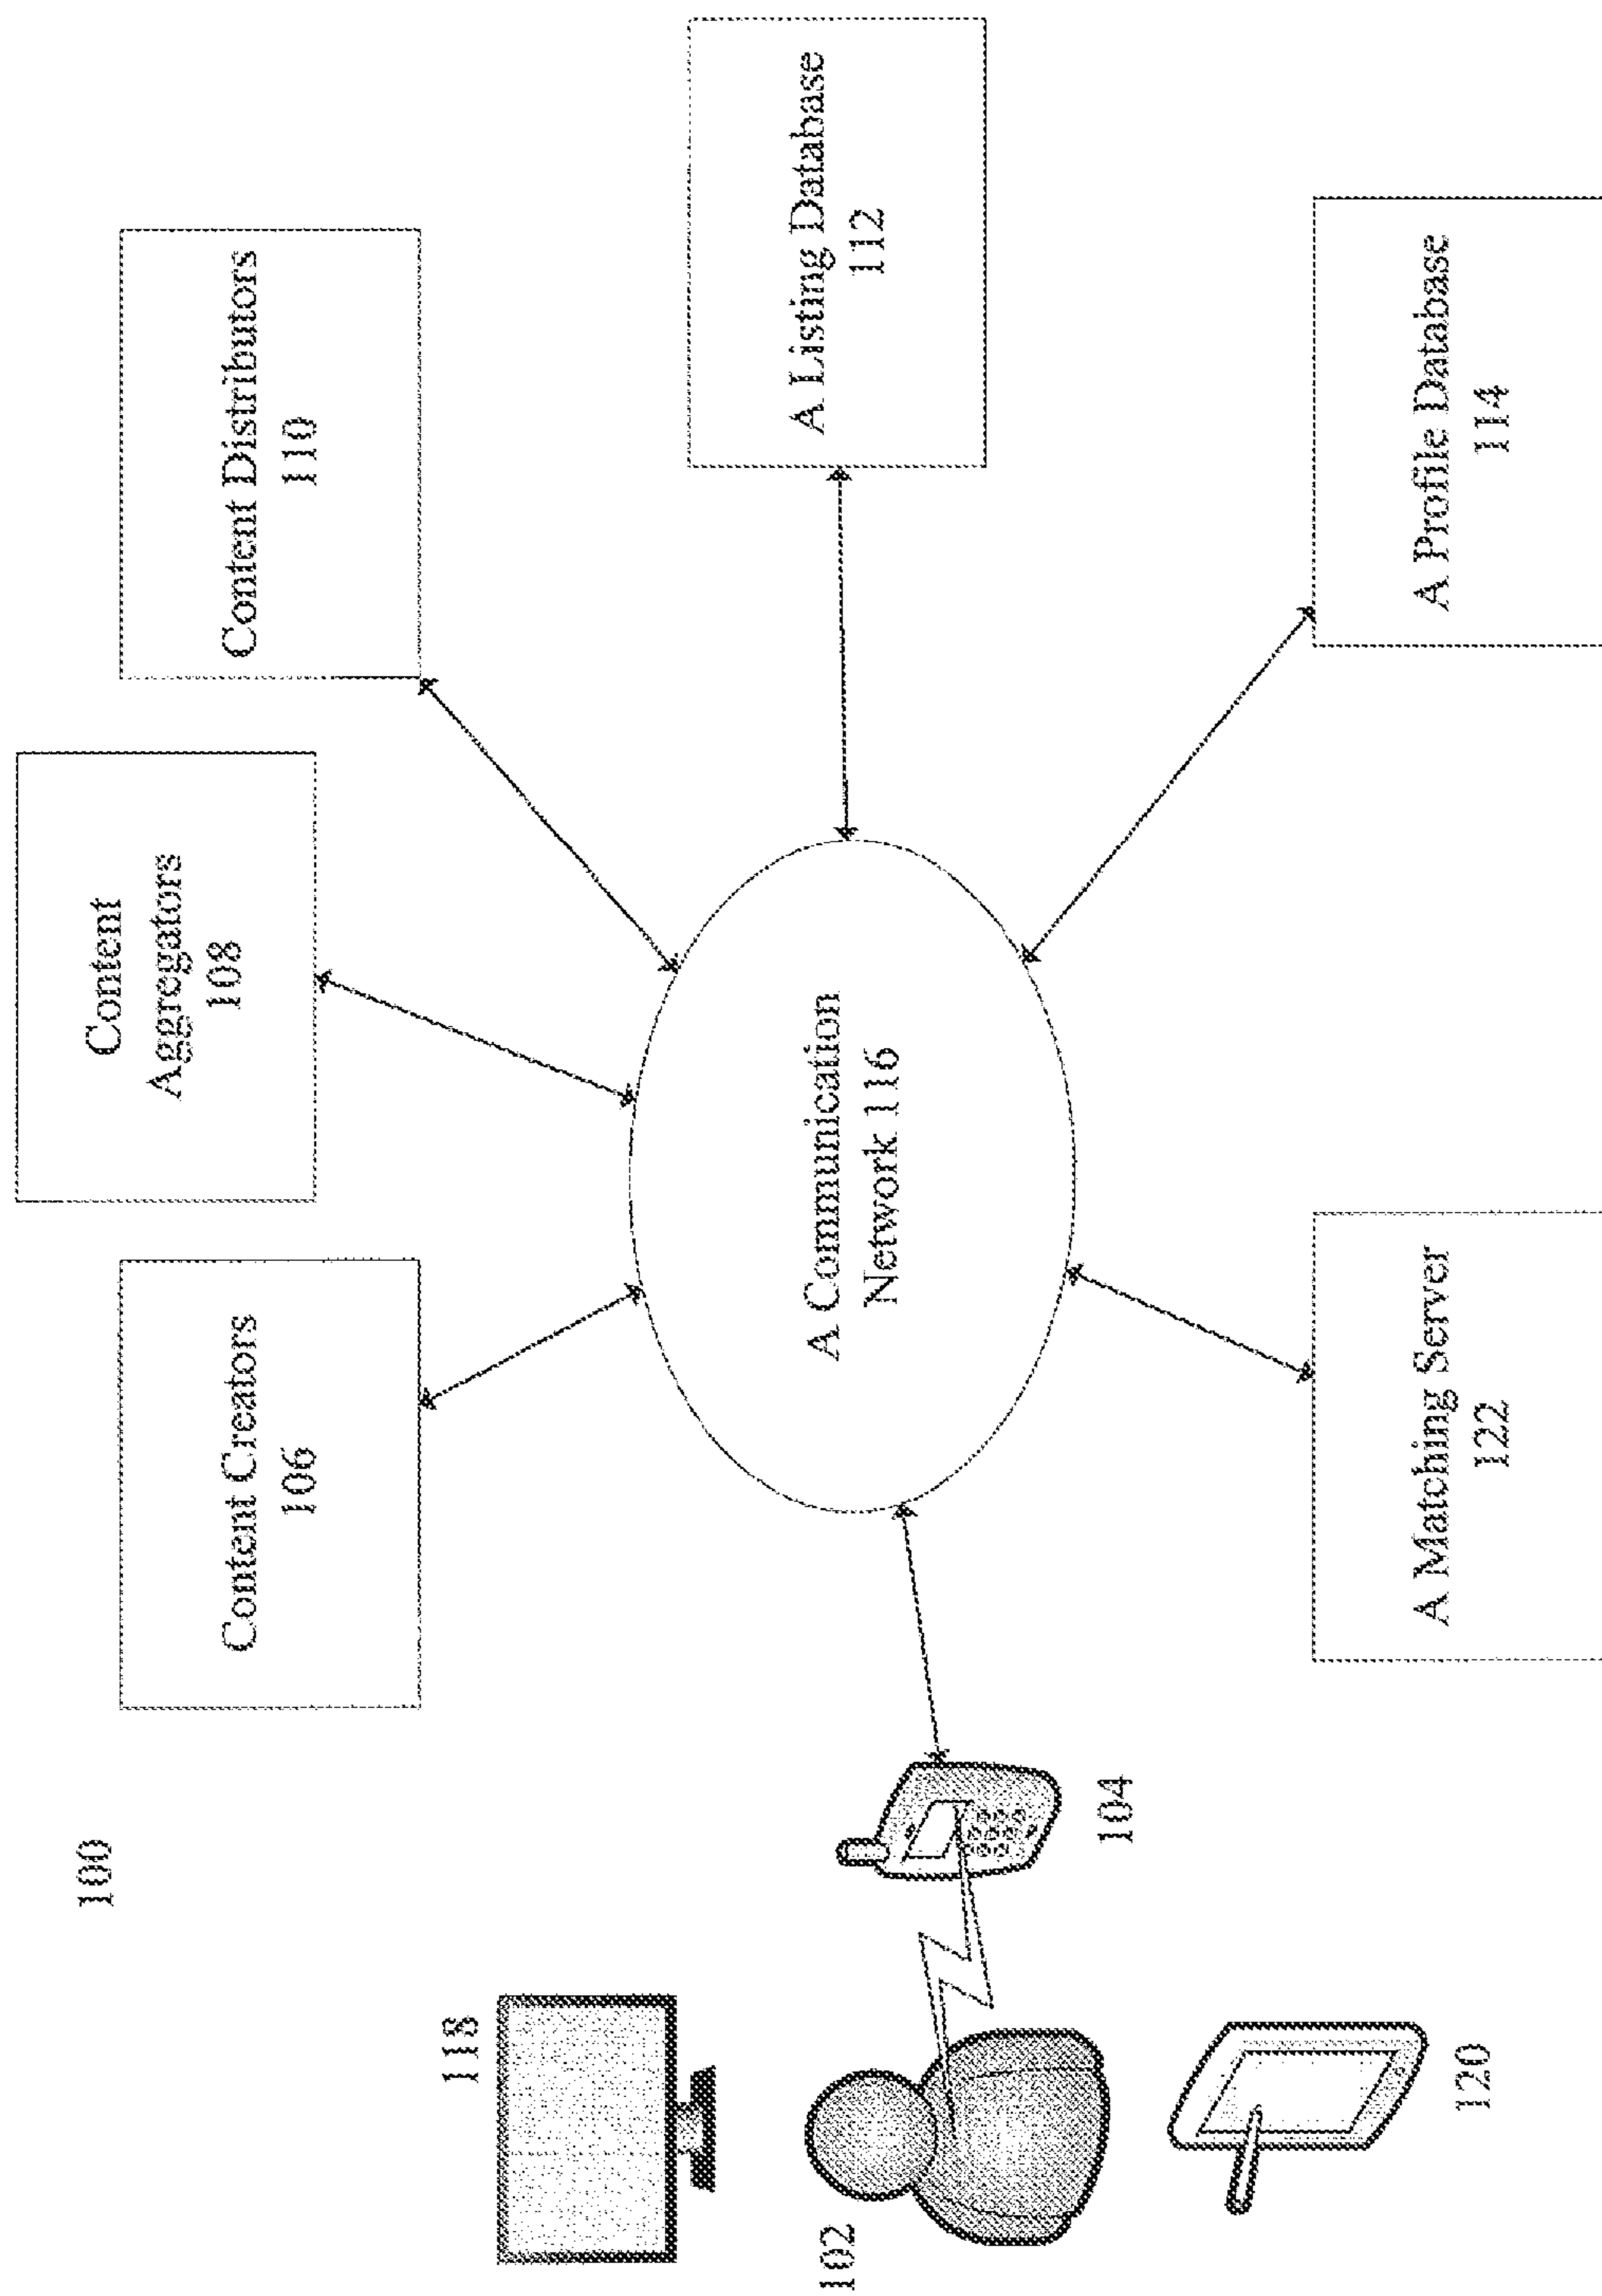 100
Content
Aggregators
108
Content Creators
106
Content Distributors
110
118
A Communication
Network 116
A Listing Database
112
102
104
120
A Matching Server
122
A Profile Database
114